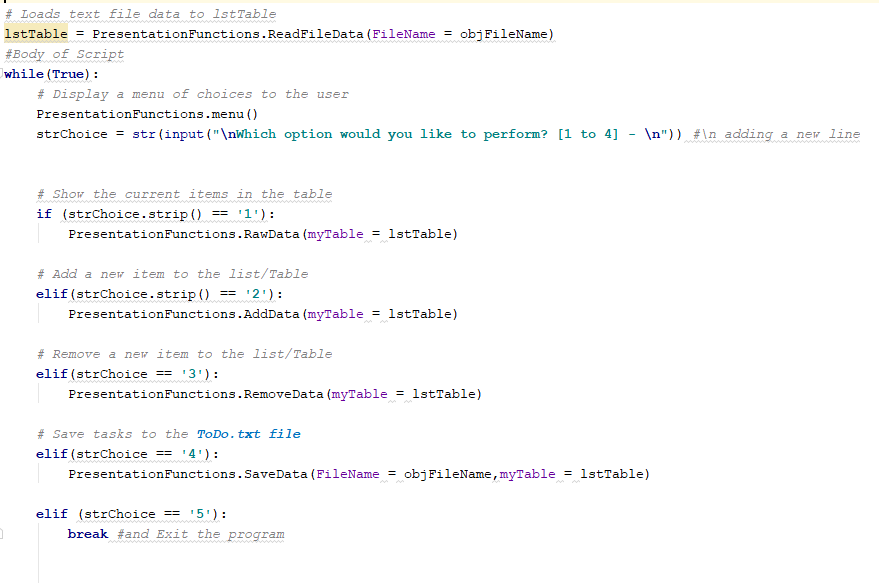 # Loads text file data to lstTable
lstTable = PresentationFunctions.ReadFileData(FileName = objFileName)
#Body of Script
while(True):
    # Display a menu of choices to the user
    PresentationFunctions.menu()
    strChoice = str(input("\nWhich option would you like to perform? [1 to 4] - \n")) #\n adding a new line
    # Show the current items in the table
    if (strChoice.strip() == '1'):
        PresentationFunctions.RawData(myTable = lstTable)
    # Add a new item to the list/Table
    elif(strChoice.strip() == '2'):
        PresentationFunctions.AddData(myTable = lstTable)
    # Remove a new item to the list/Table
    elif(strChoice == '3'):
        PresentationFunctions.RemoveData(myTable = lstTable)
    # Save tasks to the ToDo.txt file
    elif(strChoice == '4'):
        PresentationFunctions.SaveData(FileName = objFileName,myTable = lstTable)
    elif (strChoice == '5'):
        break #and Exit the program